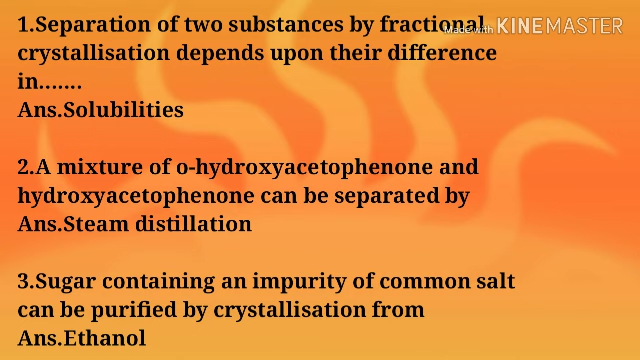 1.Separation of two substances by fractional
Made with KINEMASTER
crystallisation depends upon their difference
in.......
Ans.Solubilities
2.A mixture of o-hydroxyacetophenone and
hydroxyacetophenone can be separated by
Ans.Steam distillation
3.Sugar containing an impurity of common salt
can be purified by crystallisation from
Ans.Ethanol